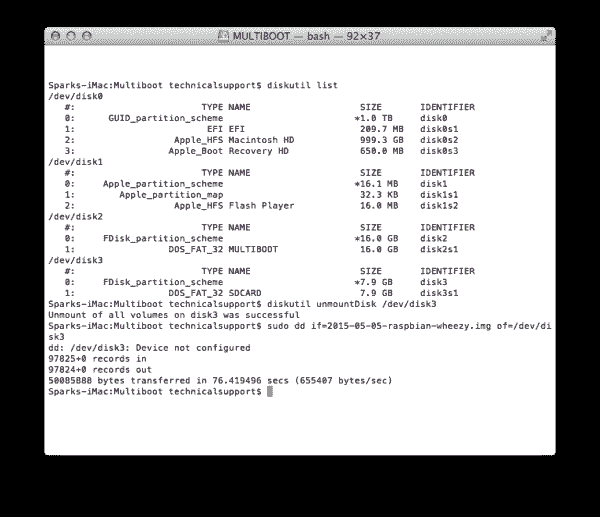 MULTIBOOT — bash — 92×37
Sparks-iMac:Multiboot technicalsupport$ diskutil list
/dev/disk0
#: TYPE NAME SIZE IDENTIFIER
0: GUID_partition_scheme *1.0 TB disk0
1: EFI EFI 209.7 MB disk0s1
2: Apple_HFS Macintosh HD 999.3 GB disk0s2
3: Apple_Boot Recovery HD 650.0 MB disk0s3
/dev/disk1
#: TYPE NAME SIZE IDENTIFIER
0: Apple_partition_scheme *16.1 MB disk1
1: Apple_partition_map 32.3 KB disk1s1
2: Apple_HFS Flash Player 16.0 MB disk1s2
/dev/disk2
#: TYPE NAME SIZE IDENTIFIER
0: FDisk_partition_scheme *16.0 GB disk2
1: DOS_FAT_32 MULTIBOOT 16.0 GB disk2s1
/dev/disk3
#: TYPE NAME SIZE IDENTIFIER
0: FDisk_partition_scheme *7.9 GB disk3
1: DOS_FAT_32 SDCARD 7.9 GB disk3s1
Sparks-iMac:Multiboot technicalsupport$ diskutil unmountDisk /dev/disk3
Unmount of all volumes on disk3 was successful
Sparks-iMac:Multiboot technicalsupport$ sudo dd if=2015-05-05-raspbian-wheezy.img of=/dev/di
sk3
dd: /dev/disk3: Device not configured
97825+0 records in
97824+0 records out
50085888 bytes transferred in 76.419496 secs (655407 bytes/sec)
Sparks-iMac:Multiboot technicalsupport$